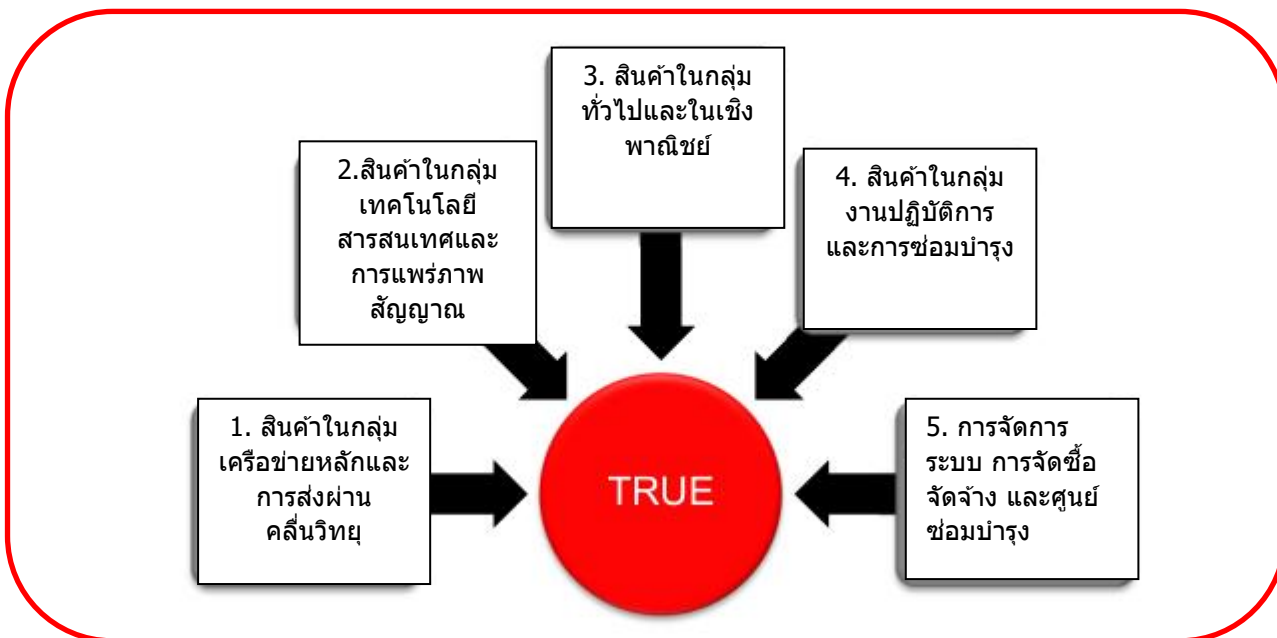 1. สินค้าในกลุ่ม
เครือข่ายหลักและ
การส่งผ่าน
คลื่นวิทยุ
2.สินค้าในกลุ่ม
เทคโนโลยี
สารสนเทศและ
การแพร่ภาพ
สัญญาณ
3. สินค้าในกลุ่ม
ทั่วไปและในเชิง
พาณิชย์
4. สินค้าในกลุ่ม
งานปฏิบัติการ
และการซ่อมบำรุง
5. การจัดการ
ระบบ การจัดซื้อ
จัดจ้าง และศูนย์
ซ่อมบำรุง
TRUE